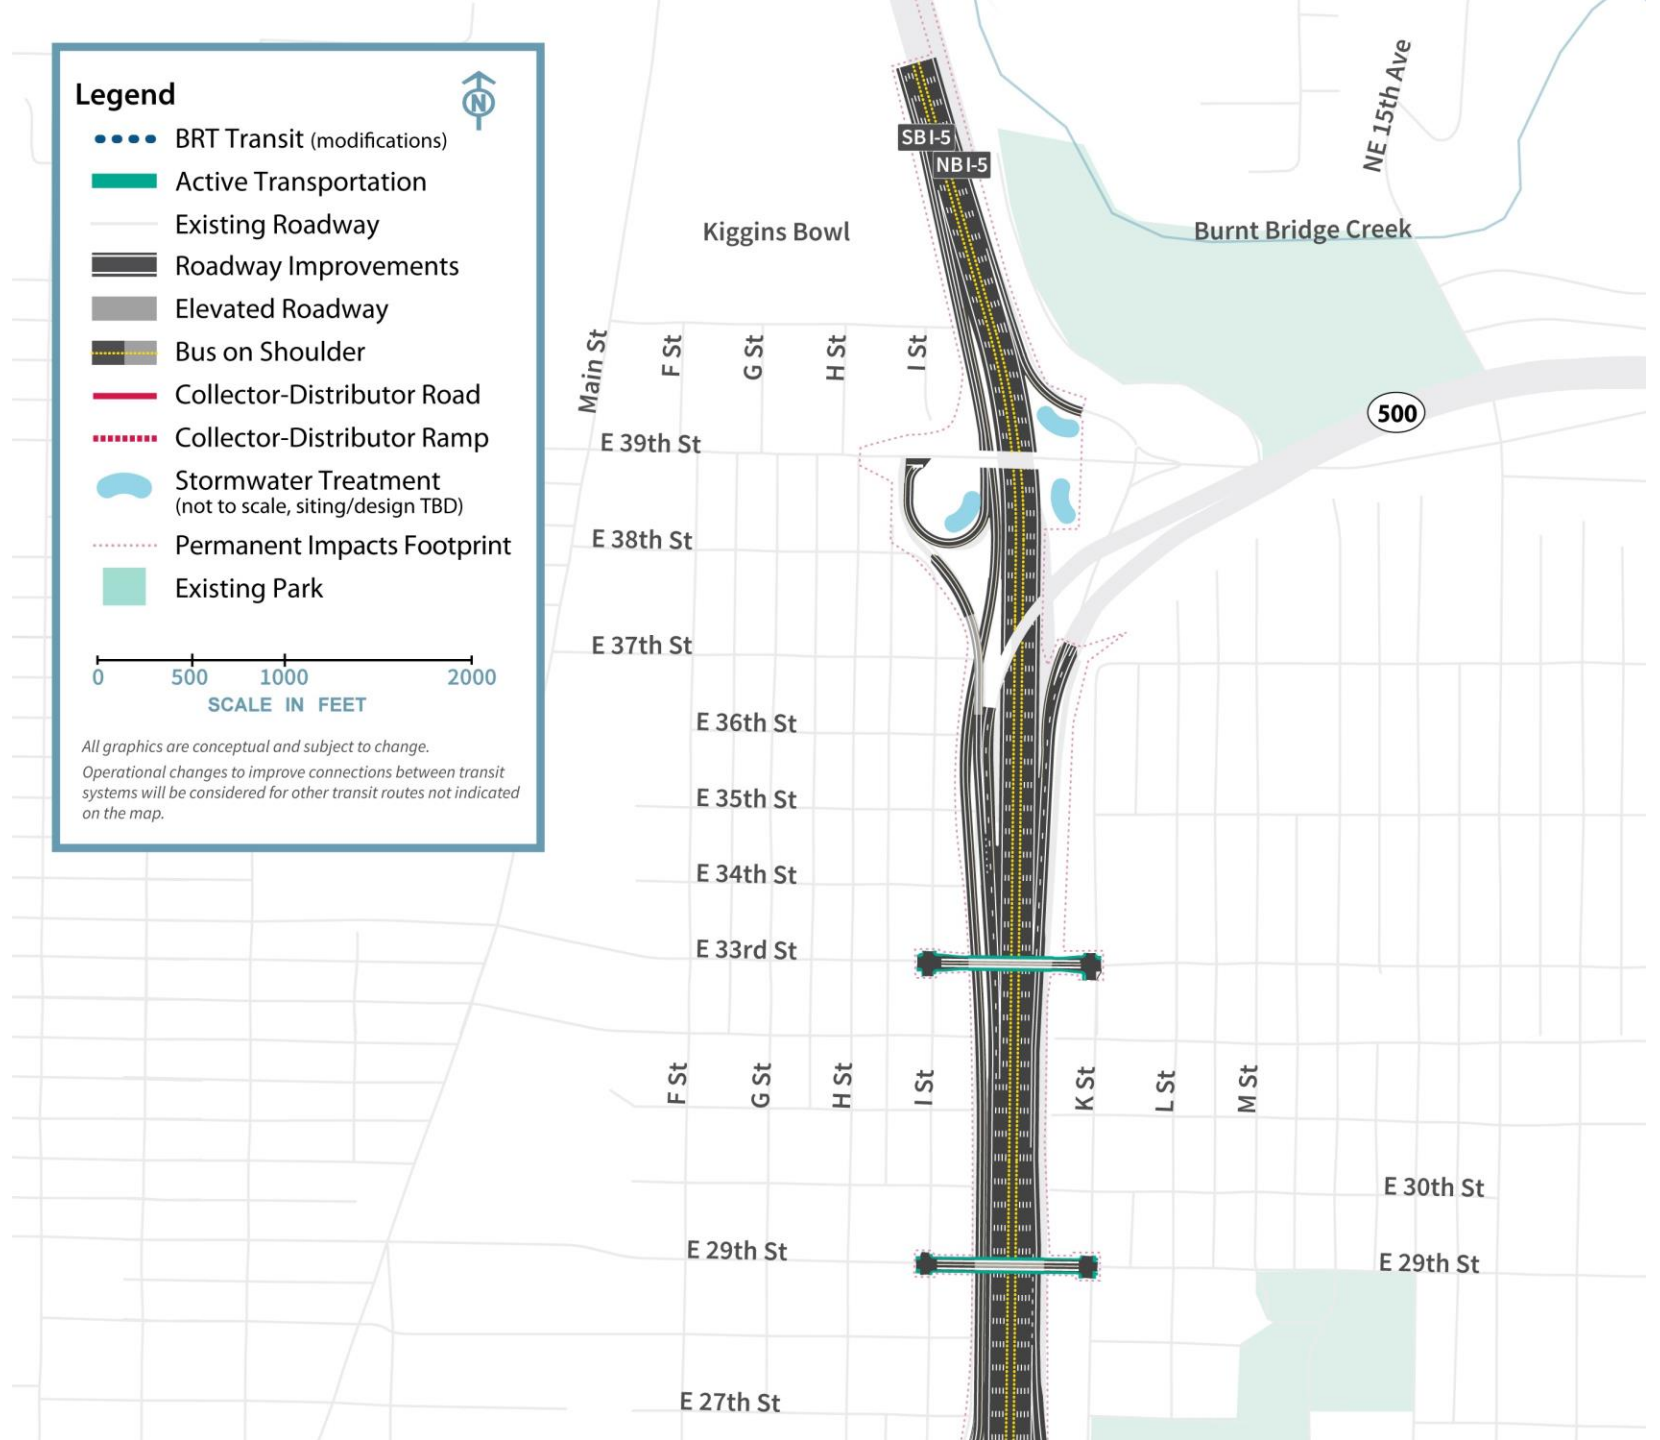 Legend
N
BRT Transit (modifications)
Active Transportation
Existing Roadway
Roadway Improvements
Elevated Roadway
Bus on Shoulder
Collector-Distributor Road
Collector-Distributor Ramp
Stormwater Treatment
(not to scale, siting/design TBD)
Permanent Impacts Footprint
Existing Park
0 500 1000 2000
SCALE IN FEET
All graphics are conceptual and subject to change.
Operational changes to improve connections between transit
systems will be considered for other transit routes not indicated
on the map.
SB I-5
NB I-5
NE 15th Ave
Kiggins Bowl
Burnt Bridge Creek
Main St
F St
G St
H St
I St
500
E 39th St
E 38th St
E 37th St
E 36th St
E 35th St
E 34th St
E 33rd St
F St
G St
H St
I St
K St
L St
M St
E 30th St
E 29th St
E 29th St
E 27th St